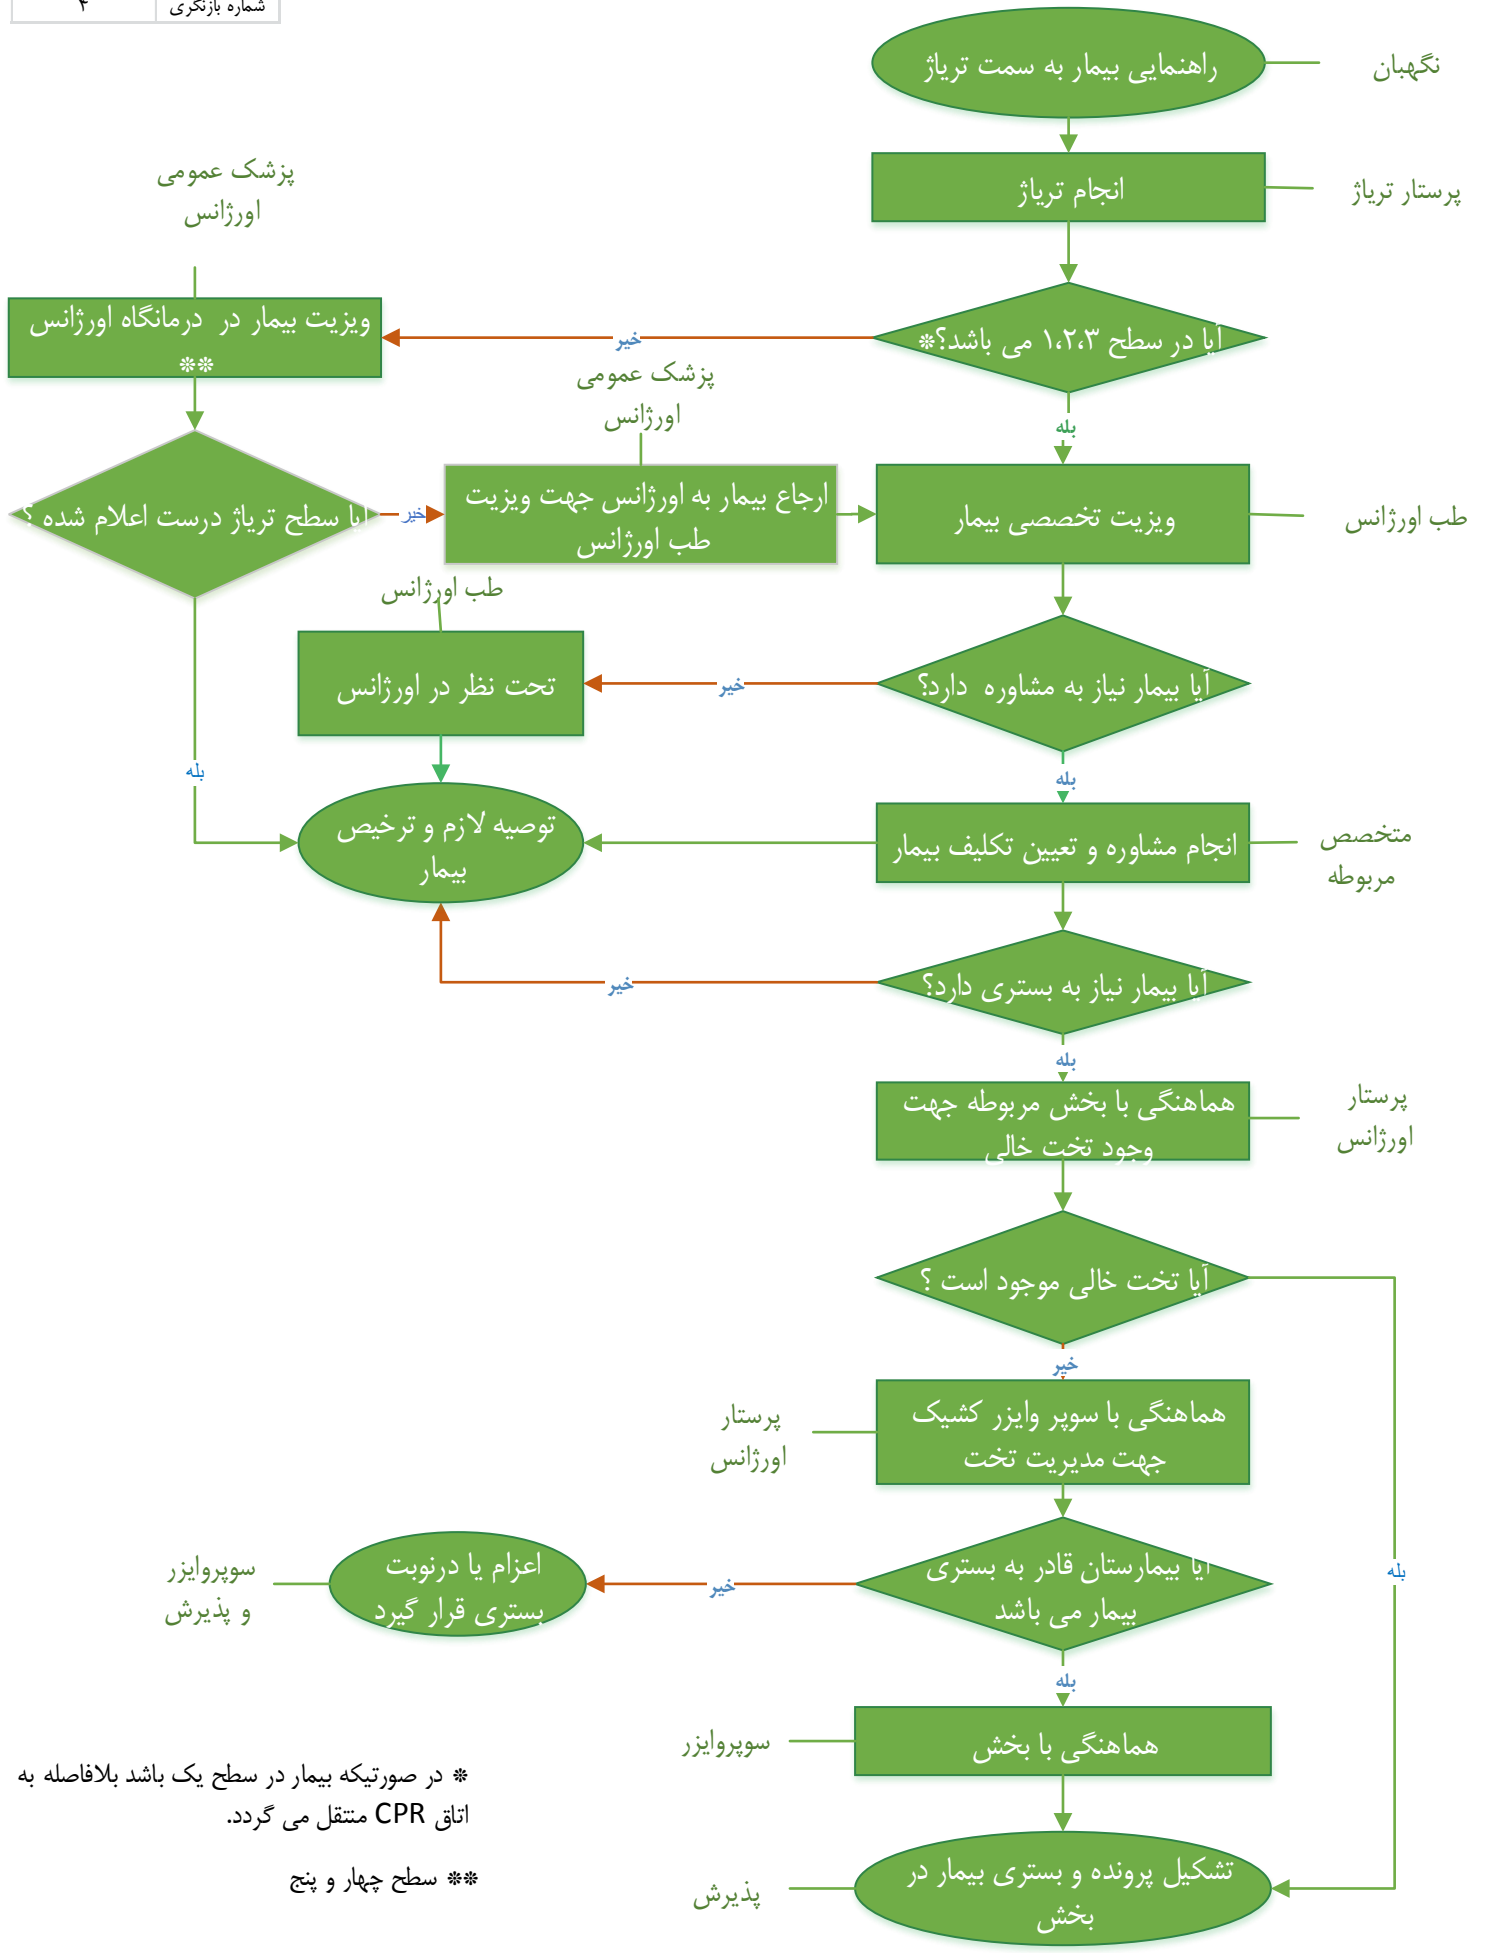 شماره بازنگری ۴
راهنمایی بیمار به سمت تریاژ
نگهبان
انجام تریاژ
پرستار تریاژ
آیا در سطح ۱،۲،۳ می باشد؟*
خیر
بله
پزشک عمومی
اورژانس
ویزیت بیمار در درمانگاه اورژانس
**
آیا سطح تریاژ درست اعلام شده ؟
خیر
بله
پزشک عمومی
اورژانس
ارجاع بیمار به اورژانس جهت ویزیت
طب اورژانس
ویزیت تخصصی بیمار
طب اورژانس
آیا بیمار نیاز به مشاوره دارد؟
خیر
بله
طب اورژانس
تحت نظر در اورژانس
توصیه لازم و ترخیص
بیمار
انجام مشاوره و تعیین تکلیف بیمار
متخصص
مربوطه
آیا بیمار نیاز به بستری دارد؟
خیر
بله
هماهنگی با بخش مربوطه جهت
وجود تخت خالی
پرستار
اورژانس
آیا تخت خالی موجود است ؟
خیر
بله
هماهنگی با سوپر وایزر کشیک
جهت مدیریت تخت
پرستار
اورژانس
آیا بیمارستان قادر به بستری
بیمار می باشد
خیر
بله
اعزام یا درنوبت
بستری قرار گیرد
سوپروایزر
و پذیرش
هماهنگی با بخش
سوپروایزر
تشکیل پرونده و بستری بیمار در
بخش
پذیرش
* در صورتیکه بیمار در سطح یک باشد بلافاصله به
اتاق CPR منتقل می گردد.
** سطح چهار و پنج